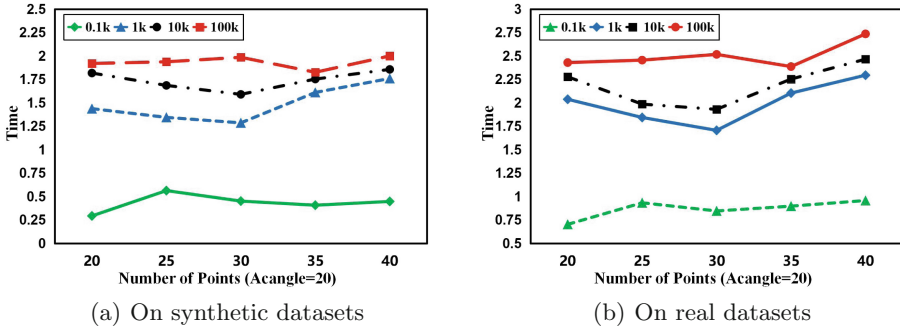 2.5
2.25
2
1.75
1.5
1.25
1
0.75
0.5
0.25
0
Time
0.1k 1k 10k 100k
20 25 30 35 40
Number of Points (Acangle=20)
(a) On synthetic datasets
3
2.75
2.5
2.25
2
1.75
1.5
1.25
1
0.75
0.5
Time
0.1k 1k 10k 100k
20 25 30 35 40
Number of Points (Acangle=20)
(b) On real datasets